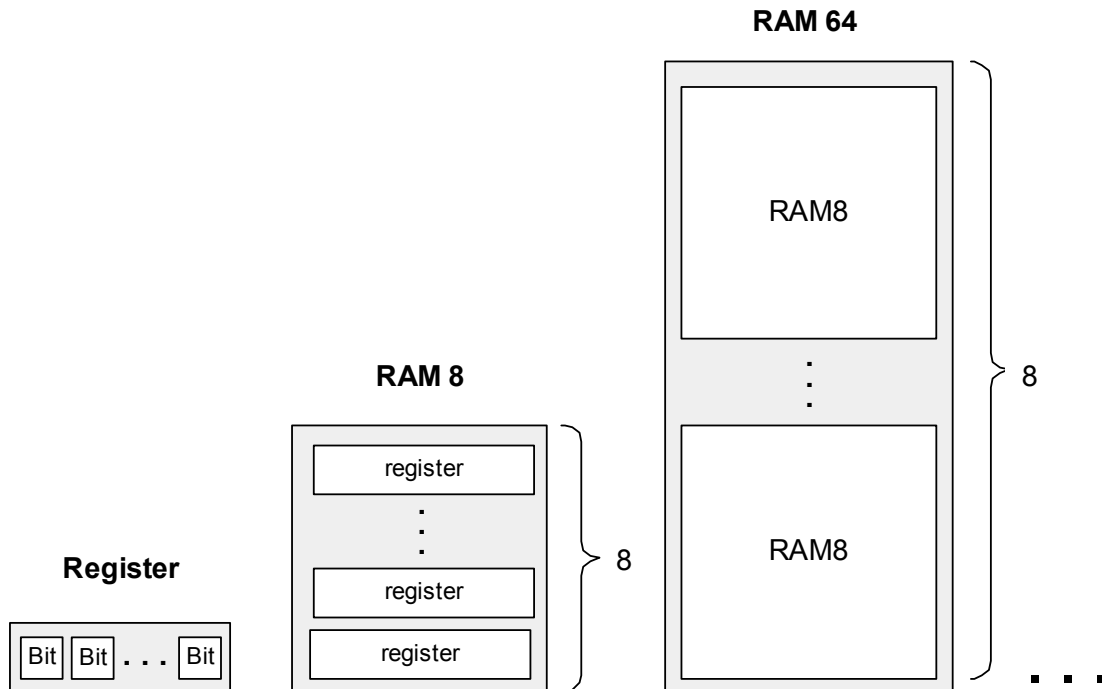 RAM 64
RAM8
8
RAM8
RAM 8
register
register
register
8
Register
Bit Bit . . . Bit
. . .